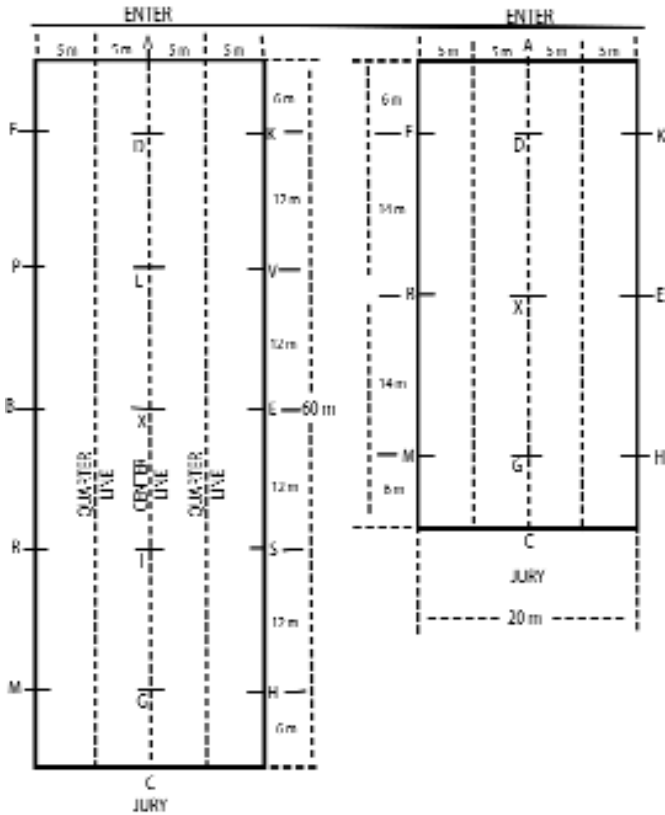 ENTER
5 m 5 m A 5 m 5 m
6 m
F D K
12 m
P L V
12 m
B X E 60 m
QUARTER LINE CENTER LINE QUARTER LINE
12 m
R I S
12 m
M G H
6 m
C
JURY
ENTER
5 m 5 m A 5 m 5 m
6 m
F D K
14 m
B X E
14 m
M G H
6 m
C
JURY
20 m